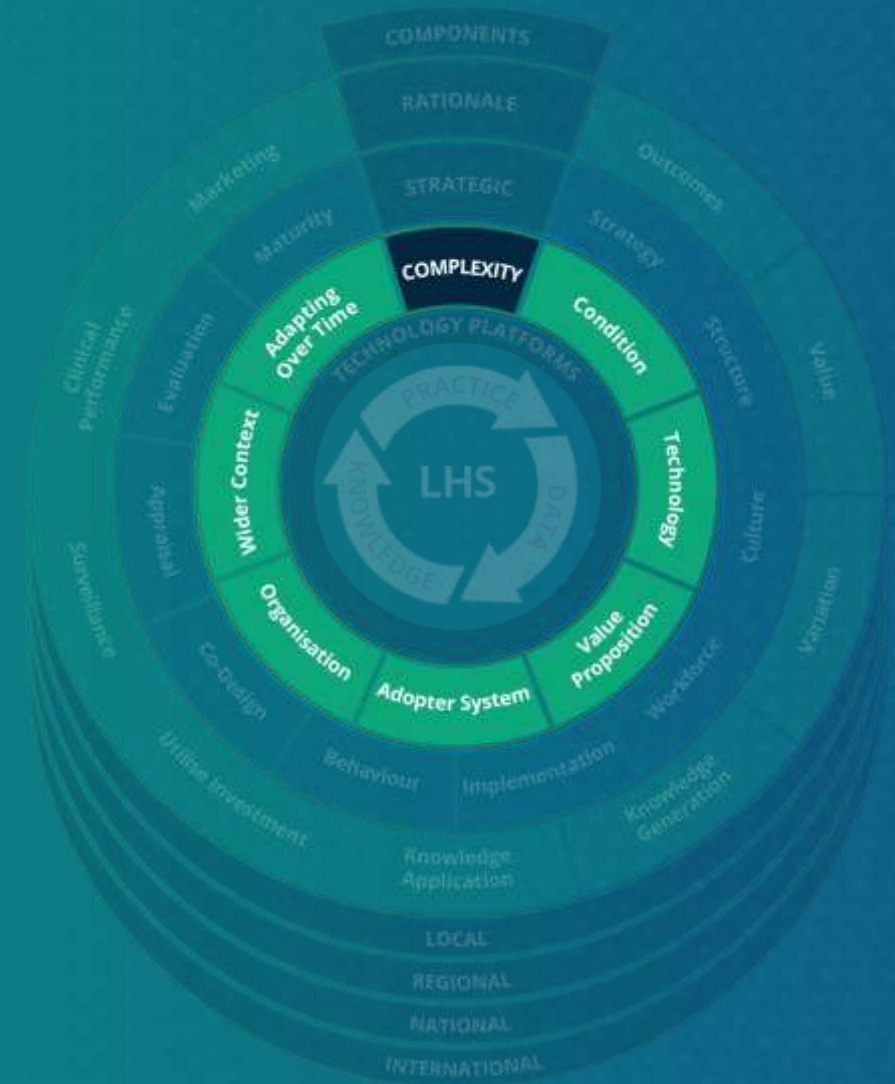 COMPONENTS
RATIONALE
STRATEGIC
COMPLEXITY
TECHNOLOGY PLATFORMS
LHS
PRACTICE
DATA
KNOWLEDGE
Condition
Technology
Value
Proposition
Adopter System
Organisation
Wider Context
Adapting
Over Time
Strategy
Structure
Culture
Workforce
Implementation
Behaviour
Co-Design
Appraisal
Evaluation
Maturity
Outcomes
Value
Variation
Knowledge
Generation
Knowledge
Application
Utilise Investment
Surveillance
Clinical
Performance
Marketing
LOCAL
REGIONAL
NATIONAL
INTERNATIONAL